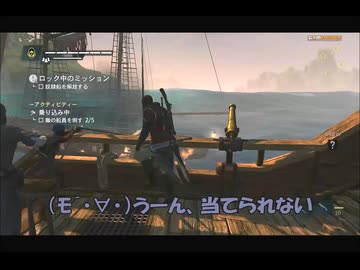 ロック中のミッション
□ 奴隷船を解放する
ーアクティビティー
乗り込み中
□ 敵の船員を倒す 2/5
?
(モ´・∀・)うーん、当てられない